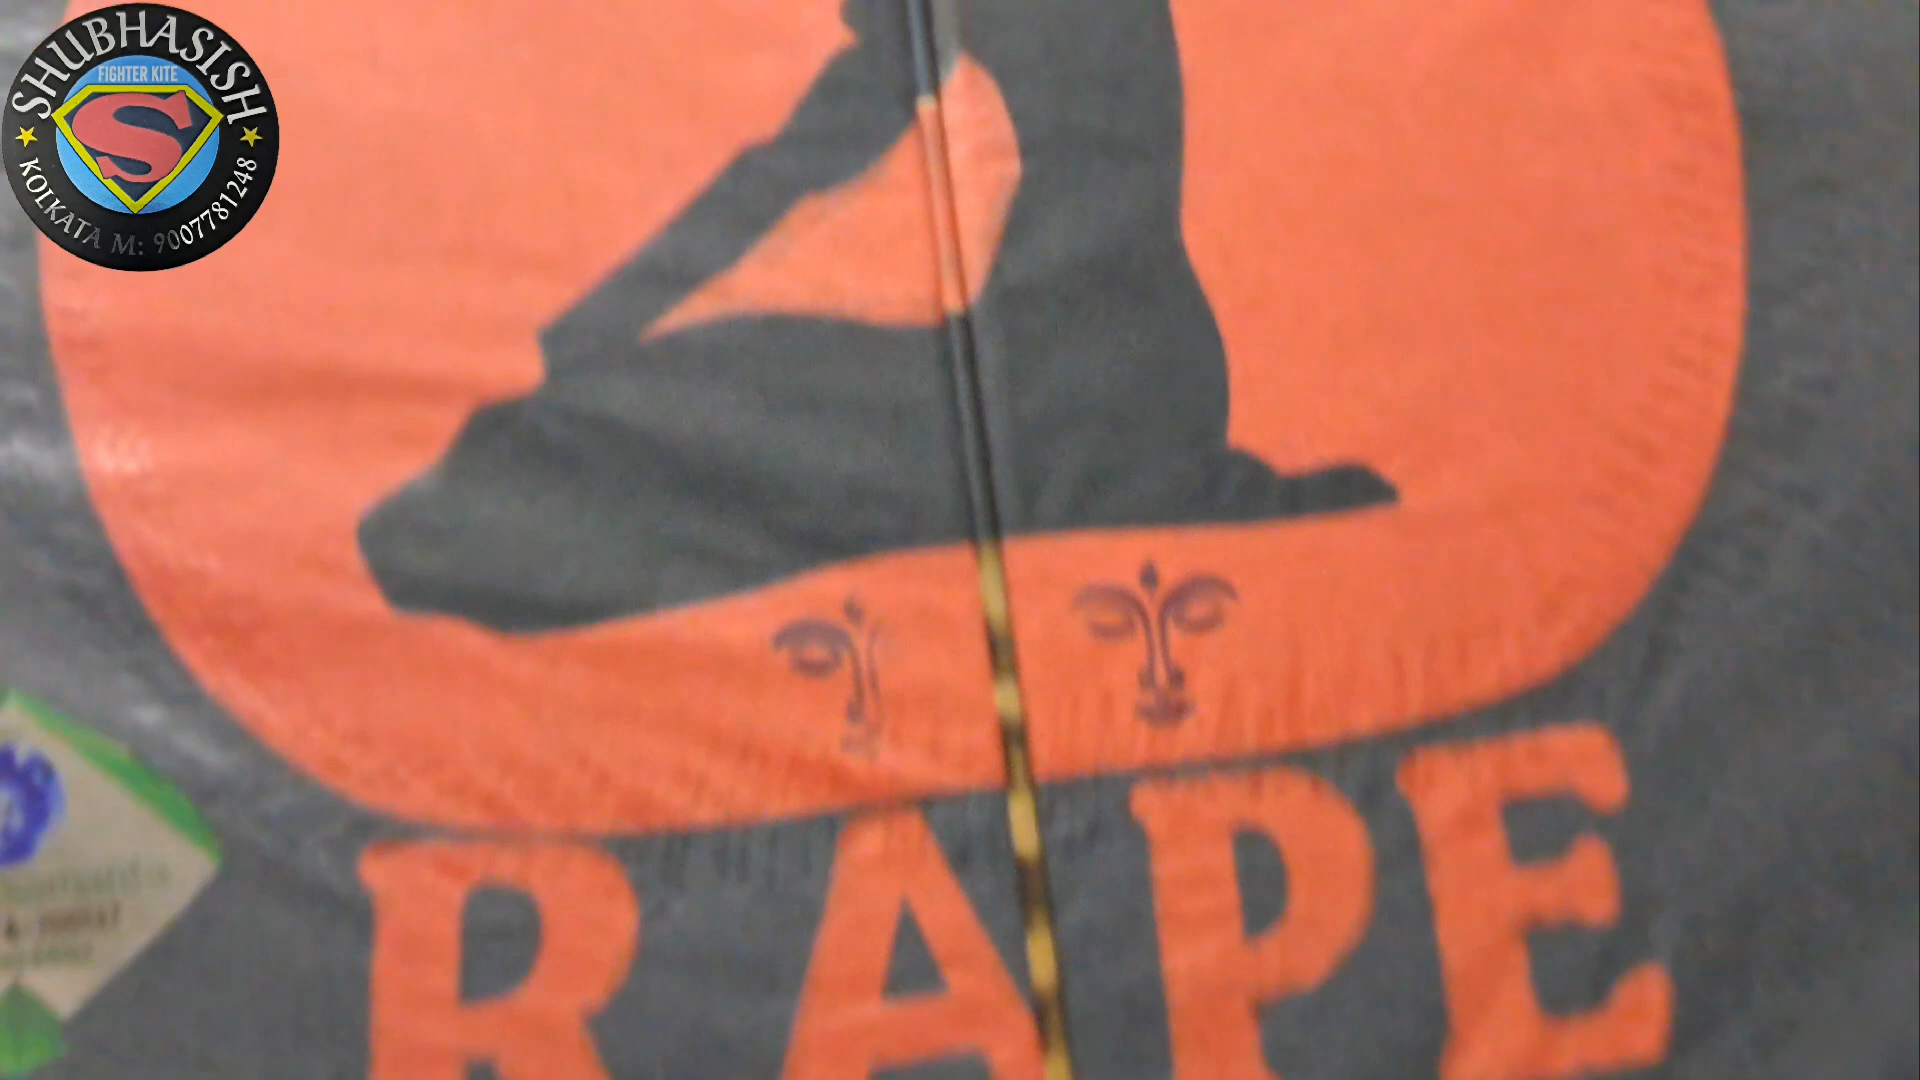 SHUBHASISH
FIGHTER KITE
S
KOLKATA M: 9007781248
RAPE